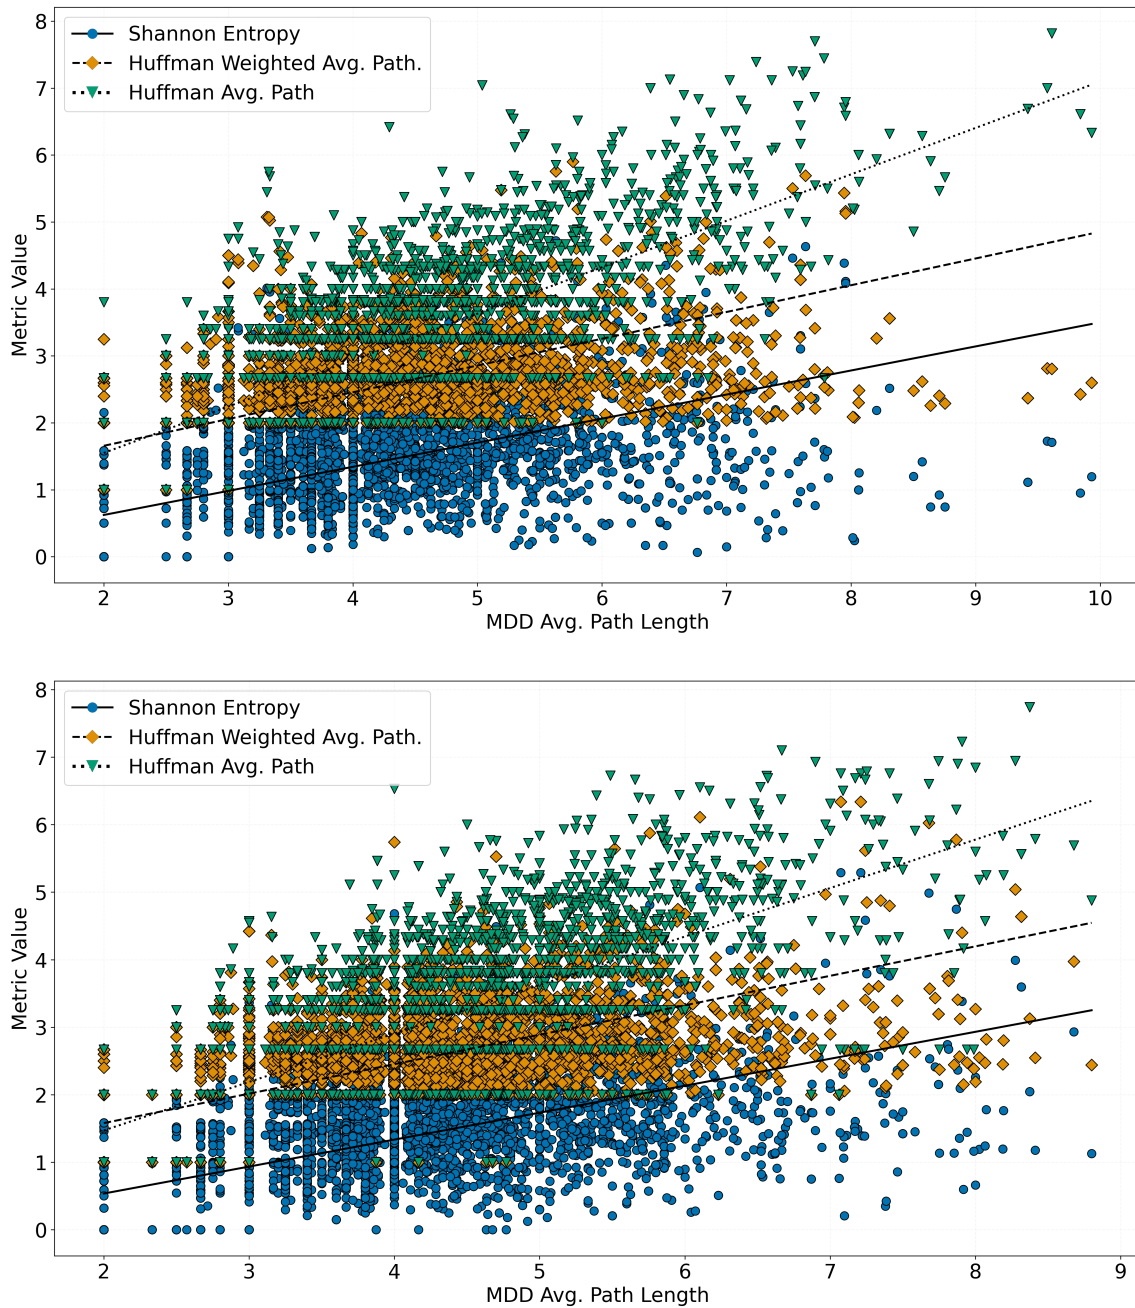 8
7
6
5
4
3
2
1
0
Metric Value
Shannon Entropy
Huffman Weighted Avg. Path.
Huffman Avg. Path
2 3 4 5 6 7 8 9 10
MDD Avg. Path Length
8
7
6
5
4
3
2
1
0
Metric Value
Shannon Entropy
Huffman Weighted Avg. Path.
Huffman Avg. Path
2 3 4 5 6 7 8 9
MDD Avg. Path Length